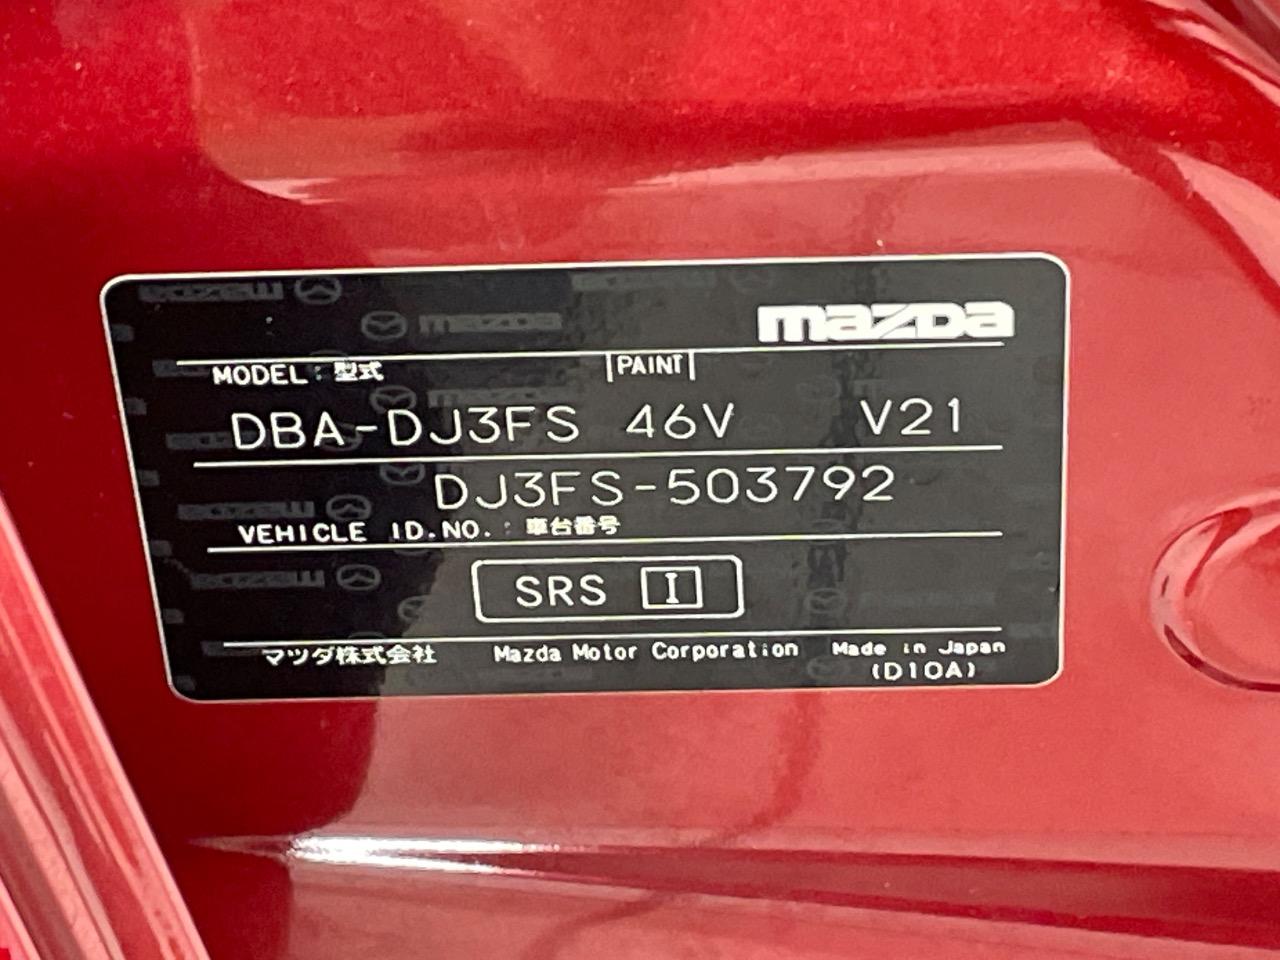 mazda
MODEL : 型式 PAINT
DBA-DJ3FS 46V V21
DJ3FS-503792
VEHICLE ID.NO. : 車台番号
SRS I
マツダ株式会社 Mazda Motor Corporation Made in Japan
(D10A)